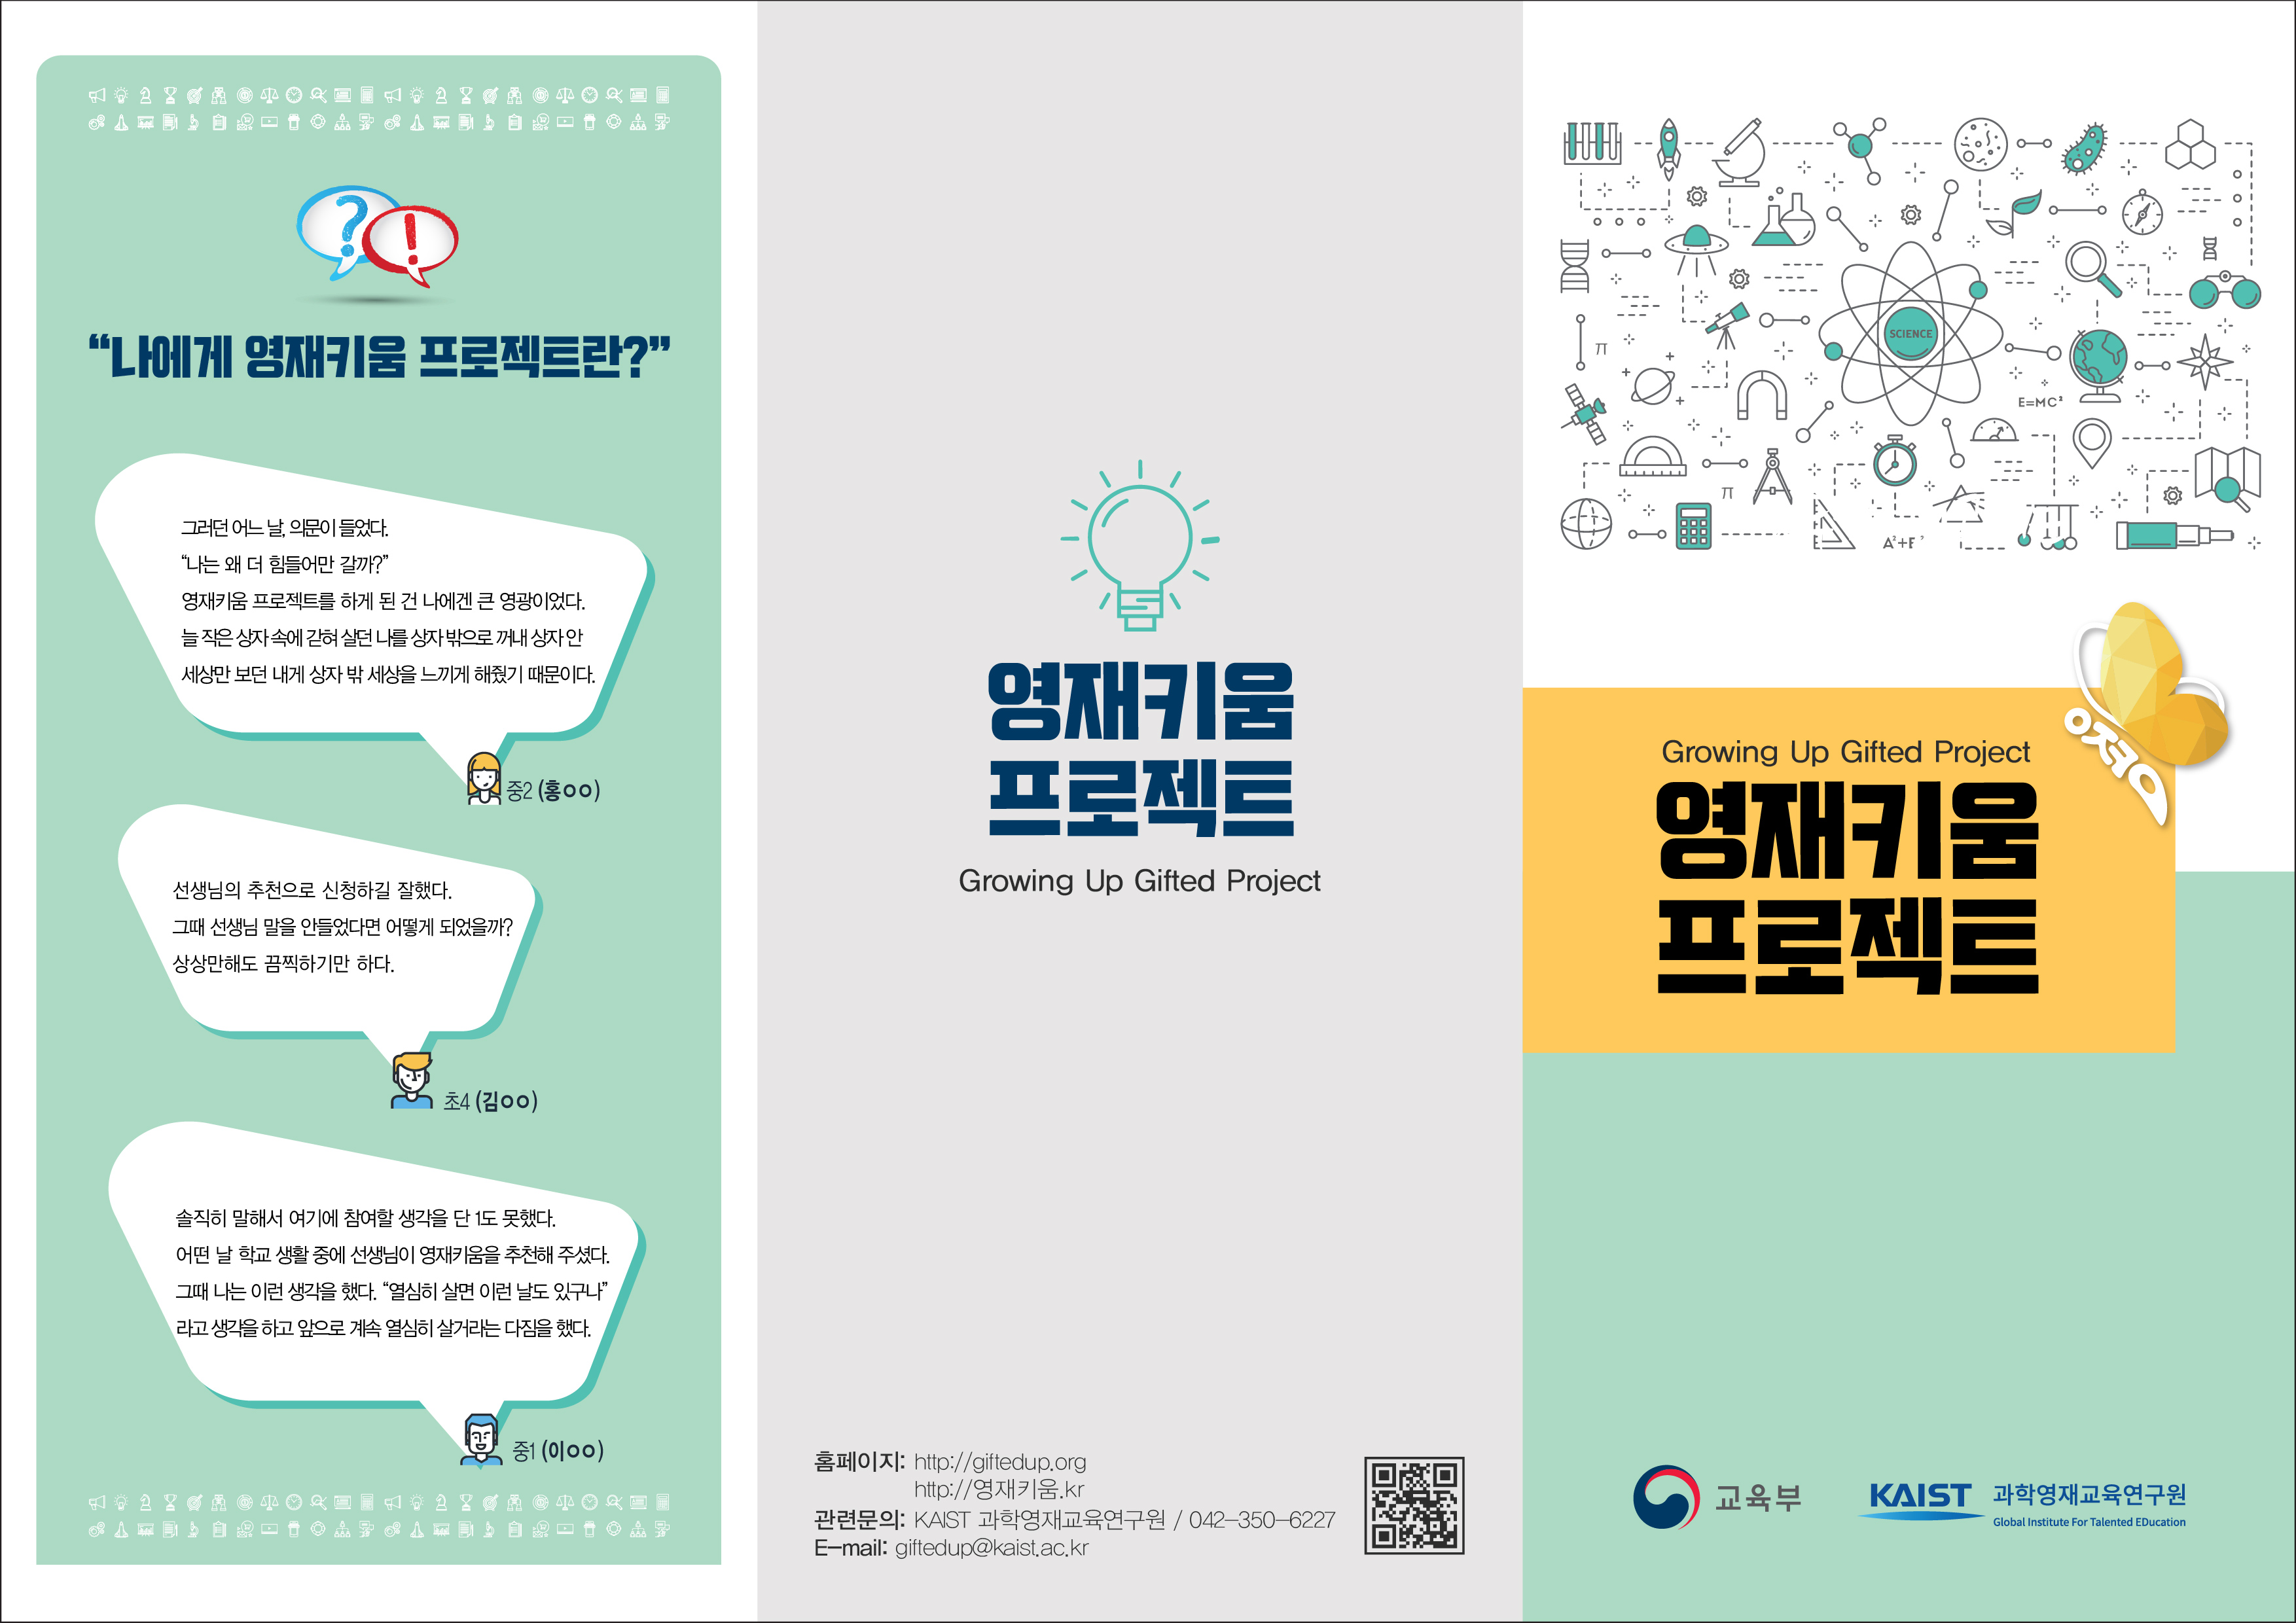 “나에게 영재키움 프로젝트란?”
그러던 어느 날, 의문이 들었다.
“나는 왜 더 힘들어만 갈까?”
영재키움 프로젝트를 하게 된 건 나에겐 큰 영광이었다.
늘 작은 상자 속에 갇혀 살던 나를 상자 밖으로 꺼내 상자 안
세상만 보던 내게 상자 밖 세상을 느끼게 해줬기 때문이다.
중2 (홍ㅇㅇ)
선생님의 추천으로 신청하길 잘했다.
그때 선생님 말을 안들었다면 어떻게 되었을까?
상상만해도 끔찍하기만 하다.
초4 (김ㅇㅇ)
솔직히 말해서 여기에 참여할 생각을 단 1도 못했다.
어떤 날 학교 생활 중에 선생님이 영재키움을 추천해 주셨다.
그때 나는 이런 생각을 했다. “열심히 살면 이런 날도 있구나”
라고 생각을 하고 앞으로 계속 열심히 살거라는 다짐을 했다.
중1 (이ㅇㅇ)
영재키움
프로젝트
Growing Up Gifted Project
홈페이지: http://giftedup.org
http://영재키움.kr
관련문의: KAIST 과학영재교육연구원 / 042-350-6227
E-mail: giftedup@kaist.ac.kr
SCIENCE
π
E=MC²
π
Growing Up Gifted Project
영재키움
프로젝트
교육부
KAIST 과학영재교육연구원
Global Institute For Talented EDucation